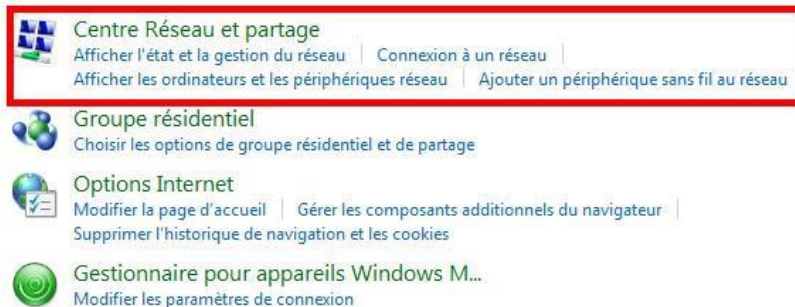 Centre Réseau et partage
Afficher l'état et la gestion du réseau | Connexion à un réseau |
Afficher les ordinateurs et les périphériques réseau | Ajouter un périphérique sans fil au réseau
Groupe résidentiel
Choisir les options de groupe résidentiel et de partage
Options Internet
Modifier la page d'accueil | Gérer les composants additionnels du navigateur |
Supprimer l'historique de navigation et les cookies
Gestionnaire pour appareils Windows M...
Modifier les paramètres de connexion